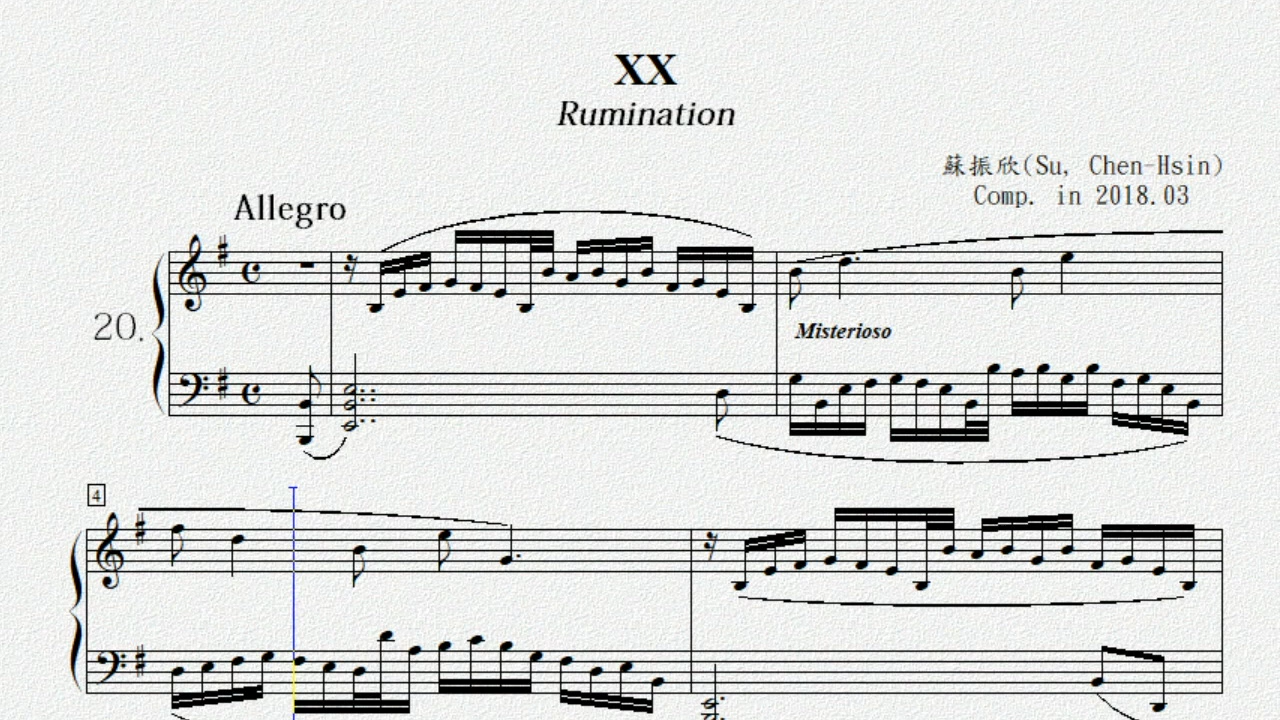 XX
Rumination
蘇振欣(Su, Chen-Hsin)
Comp. in 2018.03
Allegro
20.
Misterioso
4